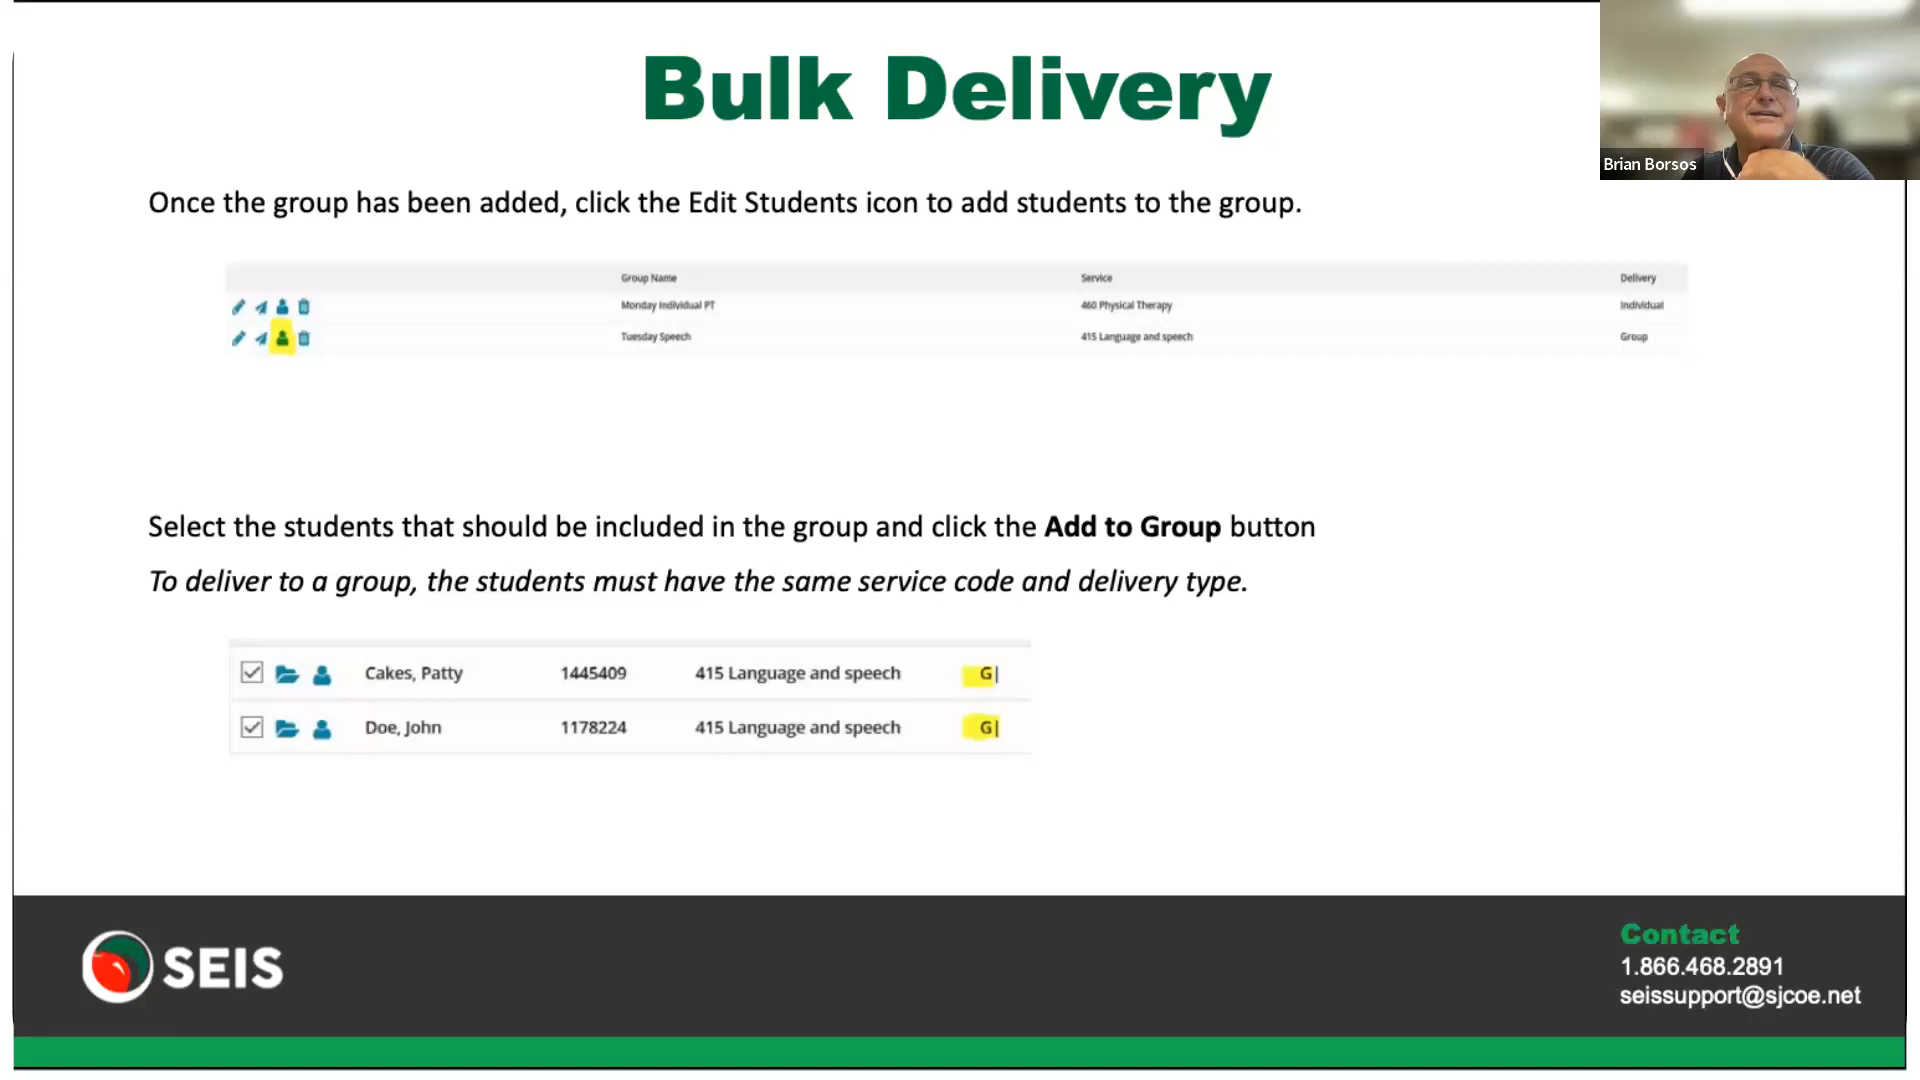 Bulk Delivery
Brian Borsos
Once the group has been added, click the Edit Students icon to add students to the group.
Group Name Service Delivery
Monday Individual PT 460 Physical Therapy Individual
Tuesday Speech 415 Language and speech Group
Select the students that should be included in the group and click the Add to Group button
To deliver to a group, the students must have the same service code and delivery type.
Cakes, Patty 1445409 415 Language and speech G|
Doe, John 1178224 415 Language and speech G|
SEIS
Contact
1.866.468.2891
seissupport@sjcoe.net